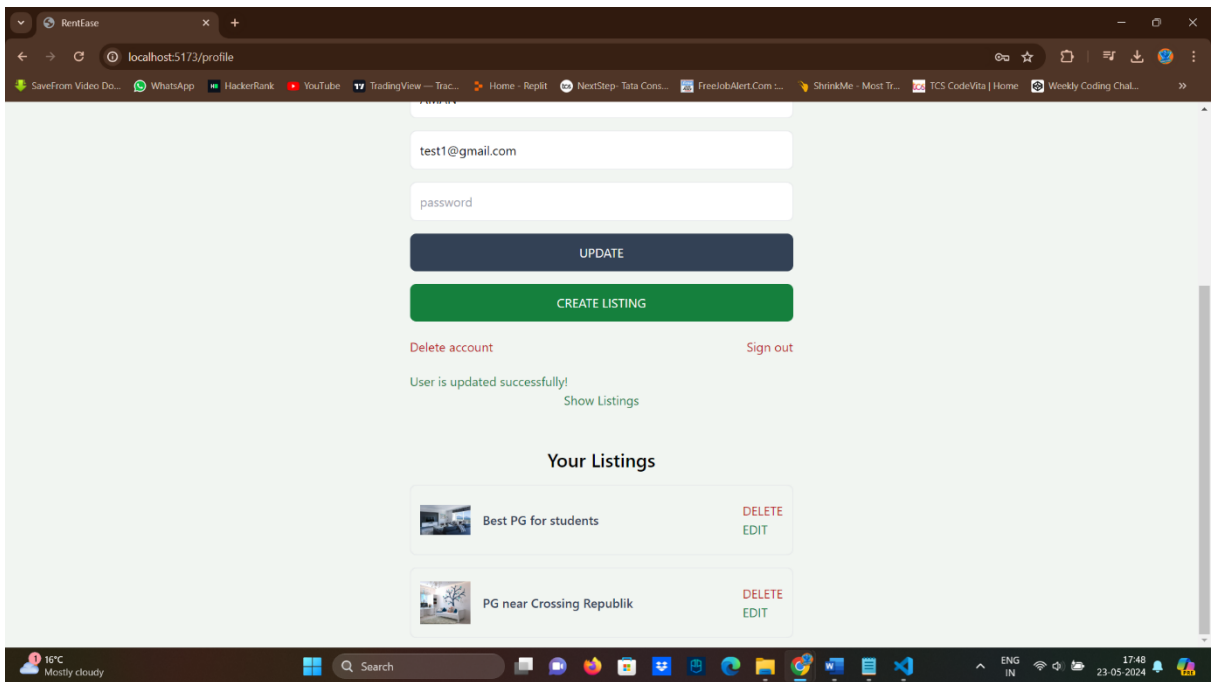 RentEase
localhost:5173/profile
SaveFrom Video Do... WhatsApp HackerRank YouTube TradingView — Trac... Home - Replit NextStep- Tata Cons... FreeJobAlert.Com :... ShrinkMe - Most Tr... TCS CodeVita | Home Weekly Coding Chal...
AMAN
test1@gmail.com
password
UPDATE
CREATE LISTING
Delete account Sign out
User is updated successfully!
Show Listings
Your Listings
Best PG for students
DELETE
EDIT
PG near Crossing Republik
DELETE
EDIT
1
16°C
Mostly cloudy
Search
ENG
IN
17:48
23-05-2024